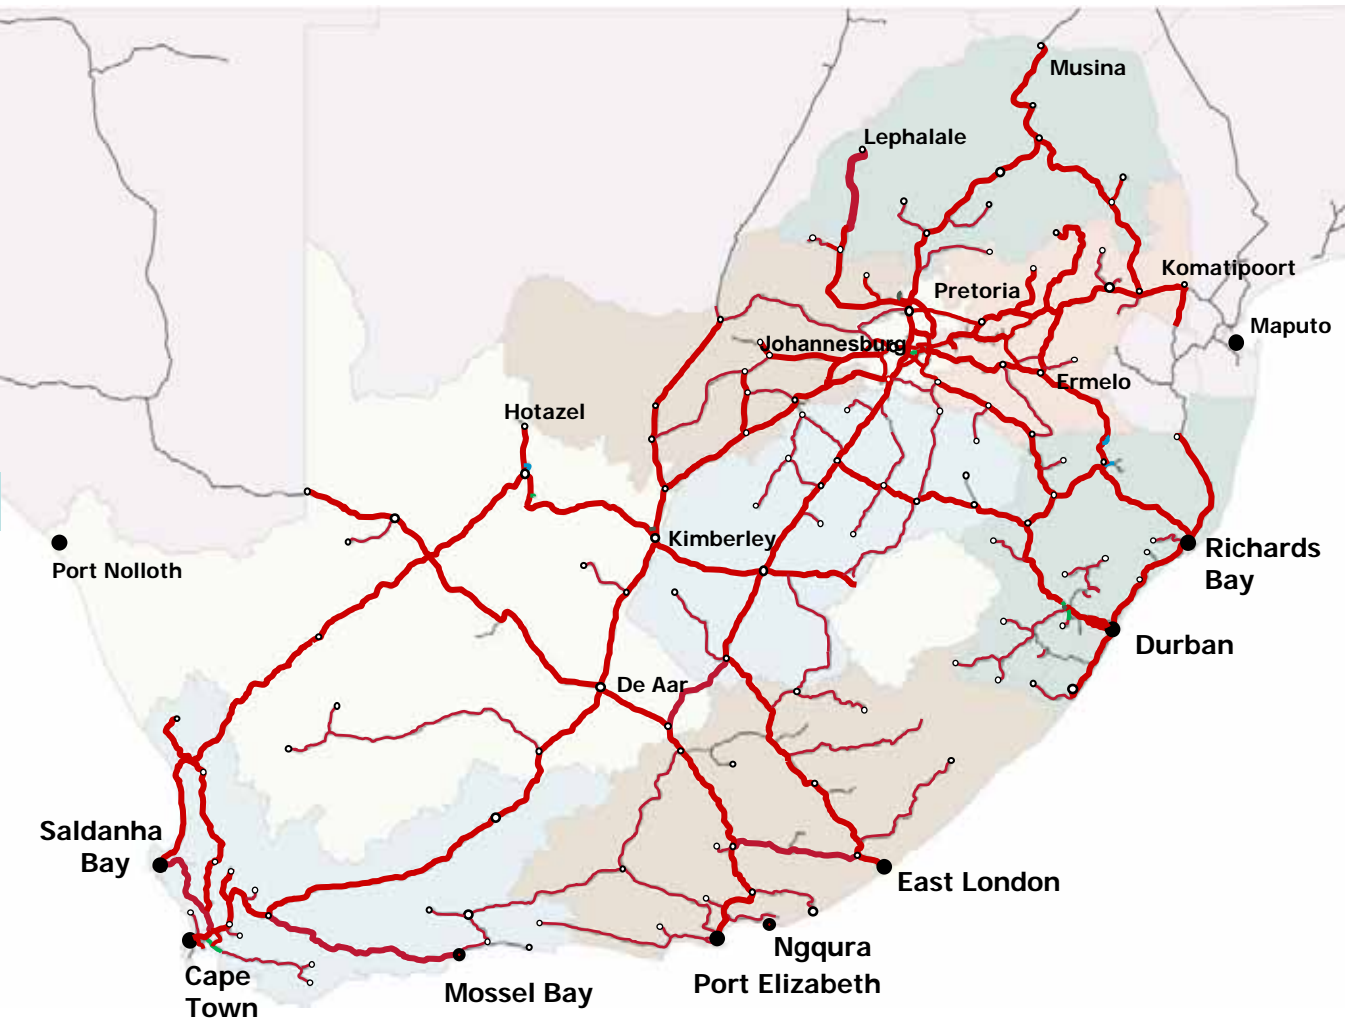 Musina
Lephalale
Komatipoort
Pretoria
Maputo
Johannesburg
Ermelo
Hotazel
Kimberley
Port Nolloth
Richards
Bay
Durban
De Aar
Saldanha
Bay
East London
Ngqura
Cape
Town
Port Elizabeth
Mossel Bay